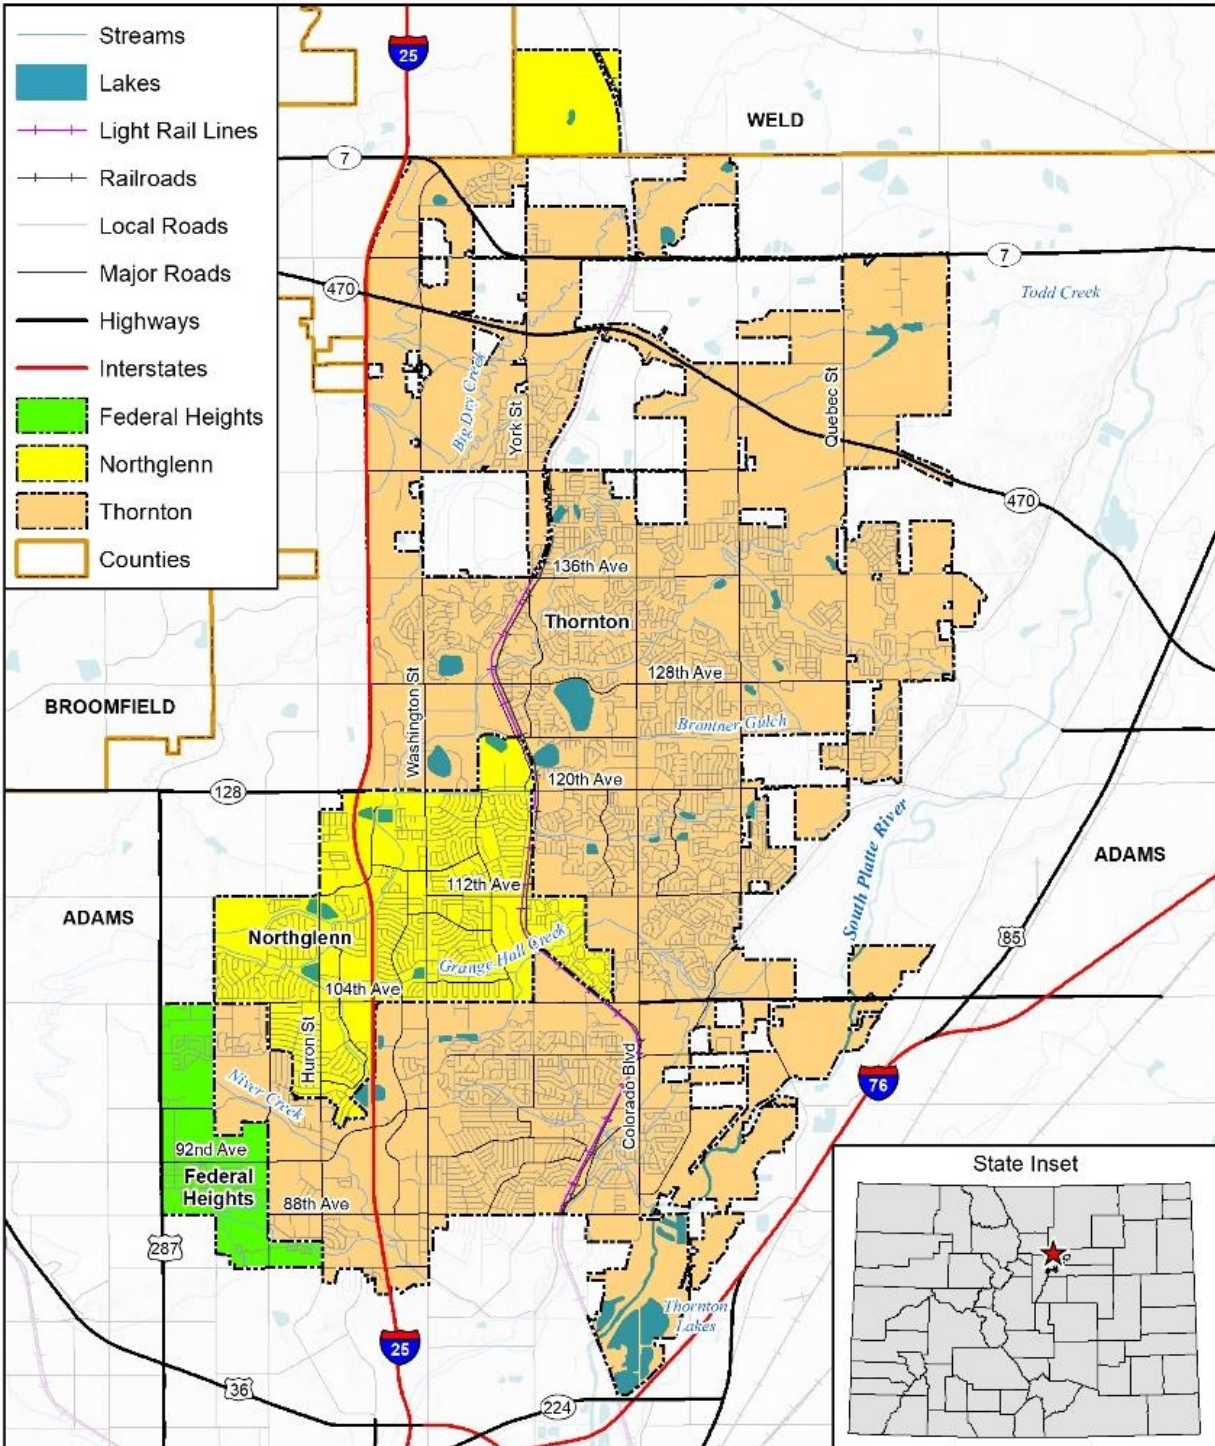 Streams
Lakes
Light Rail Lines
Railroads
Local Roads
Major Roads
Highways
Interstates
Federal Heights
Northglenn
Thornton
Counties
25
WELD
7
7
470
Todd Creek
Big Dry Creek
York St
Quebec St
470
136th Ave
Thornton
128th Ave
Washington St
BROOMFIELD
Brantner Gulch
120th Ave
128
South Platte River
ADAMS
112th Ave
ADAMS
Northglenn
Grange Hall Creek
85
104th Ave
Huron St
Colorado Blvd
76
Niver Creek
92nd Ave
Federal
Heights
88th Ave
State Inset
287
Thornton
Lakes
25
36
224